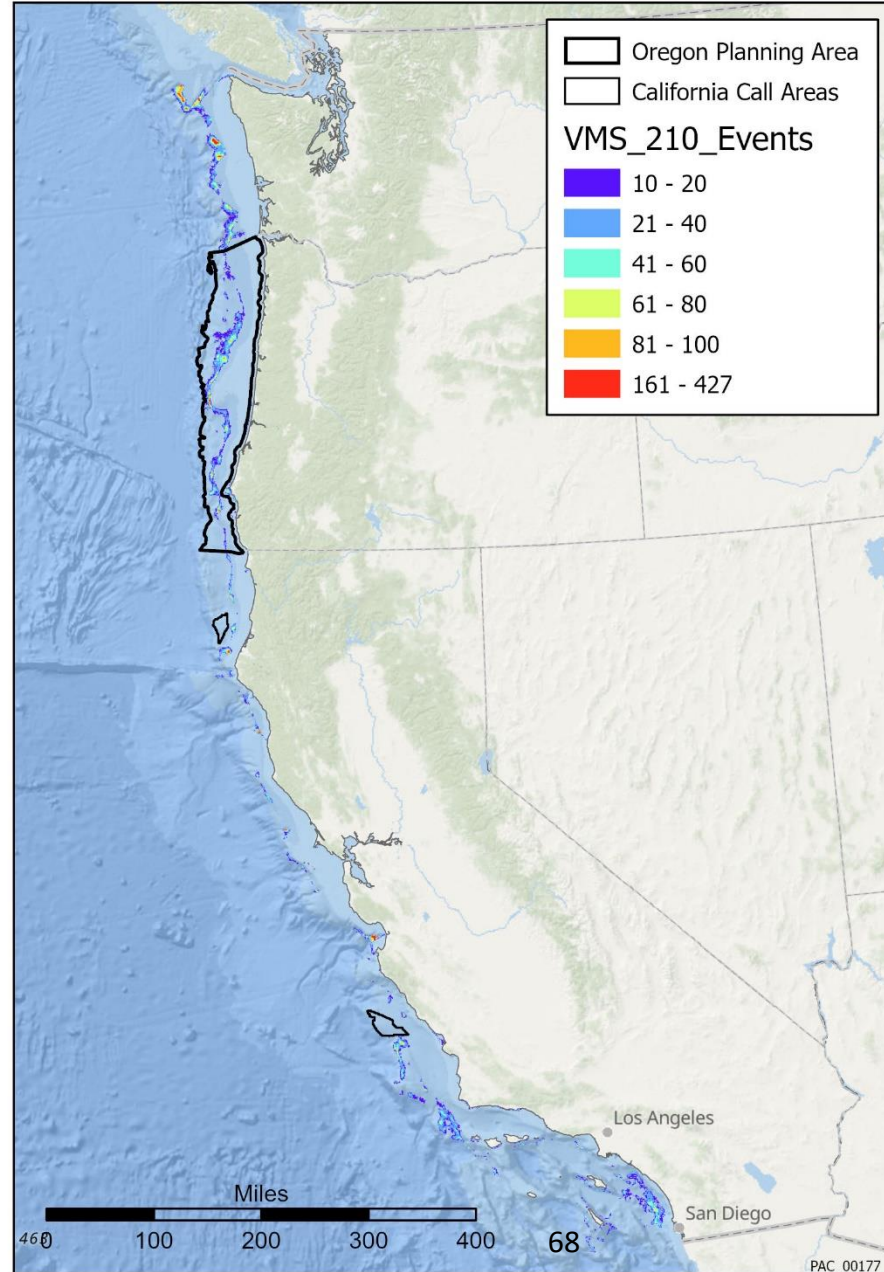 Oregon Planning Area
California Call Areas
VMS_210_Events
10 - 20
21 - 40
41 - 60
61 - 80
81 - 100
161 - 427
Los Angeles
San Diego
Miles
0 100 200 300 400
68
PAC 00177